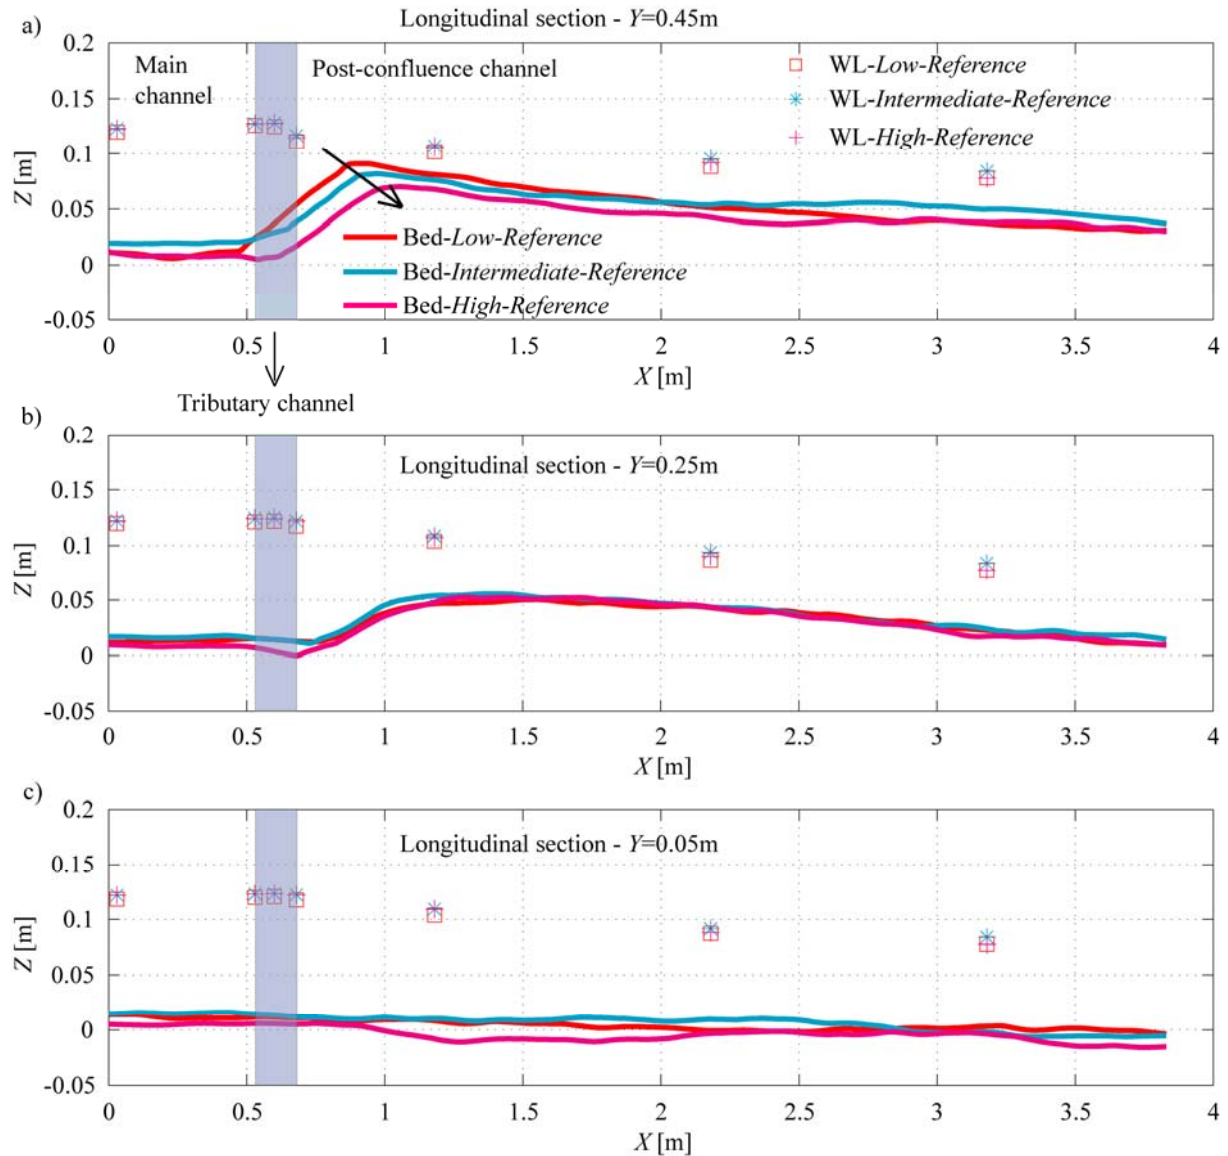 a)
Longitudinal section - Y=0.45m
0.2
0.15
0.1
0.05
0
-0.05
Z [m]
Main
channel
Post-confluence channel
WL-Low-Reference
WL-Intermediate-Reference
WL-High-Reference
Bed-Low-Reference
Bed-Intermediate-Reference
Bed-High-Reference
0 0.5 1 1.5 2 2.5 3 3.5 4
X [m]
Tributary channel
b)
Longitudinal section - Y=0.25m
0.2
0.15
0.1
0.05
0
-0.05
Z [m]
0 0.5 1 1.5 2 2.5 3 3.5 4
X [m]
c)
Longitudinal section - Y=0.05m
0.2
0.15
0.1
0.05
0
-0.05
Z [m]
0 0.5 1 1.5 2 2.5 3 3.5 4
X [m]